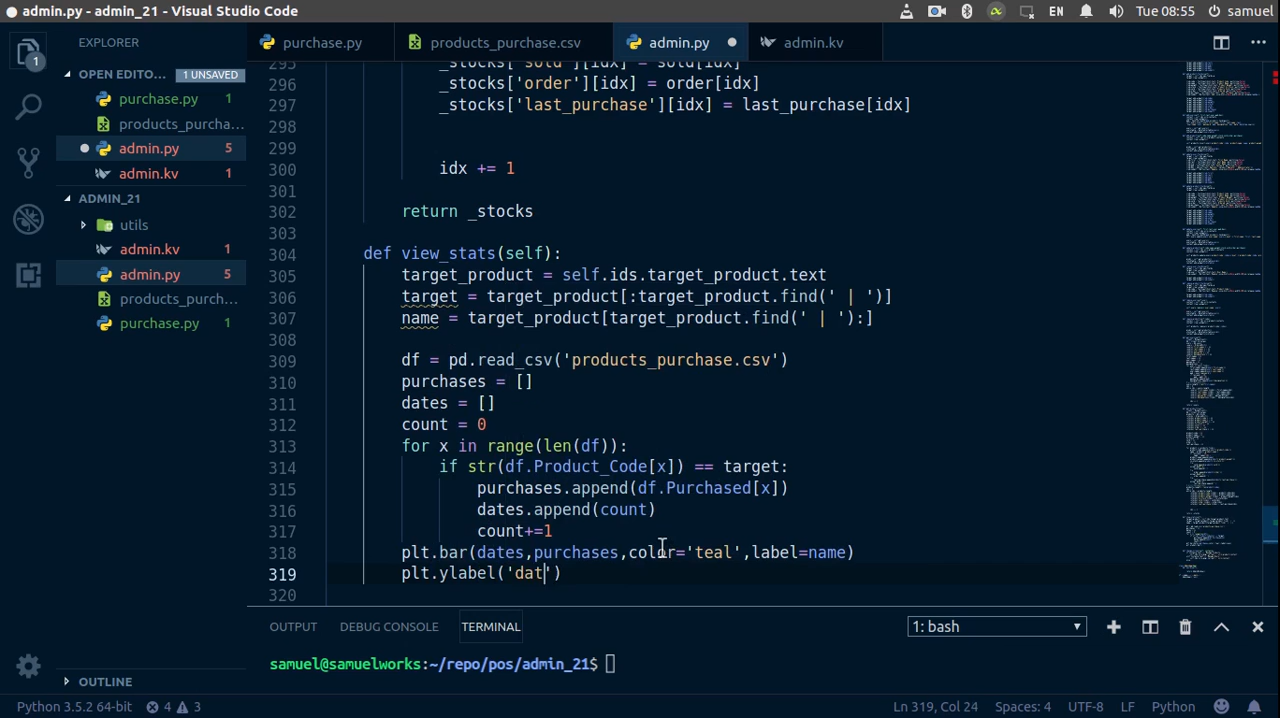 admin.py - admin_21 - Visual Studio Code
EN Tue 08:55 samuel
EXPLORER purchase.py products_purchase.csv admin.py admin.kv
OPEN EDITO... 1 UNSAVED
purchase.py 1
products_purcha...
admin.py 5
admin.kv 1
ADMIN_21
utils
admin.kv 1
admin.py 5
products_purch...
purchase.py 1
OUTLINE
295 _stocks['sold'][idx] = sold[idx]
296 _stocks['order'][idx] = order[idx]
297 _stocks['last_purchase'][idx] = last_purchase[idx]
298
299
300 idx += 1
301
302 return _stocks
303
304 def view_stats(self):
305 target_product = self.ids.target_product.text
306 target = target_product[:target_product.find(' | ')]
307 name = target_product[target_product.find(' | '):]
308
309 df = pd.read_csv('products_purchase.csv')
310 purchases = []
311 dates = []
312 count = 0
313 for x in range(len(df)):
314 if str(df.Product_Code[x]) == target:
315 purchases.append(df.Purchased[x])
316 dates.append(count)
317 count+=1
318 plt.bar(dates,purchases,color='teal',label=name)
319 plt.ylabel('dat')
320
OUTPUT DEBUG CONSOLE TERMINAL 1: bash
samuel@samuelworks:~/repo/pos/admin_21$
Python 3.5.2 64-bit 4 3 Ln 319, Col 24 Spaces: 4 UTF-8 LF Python